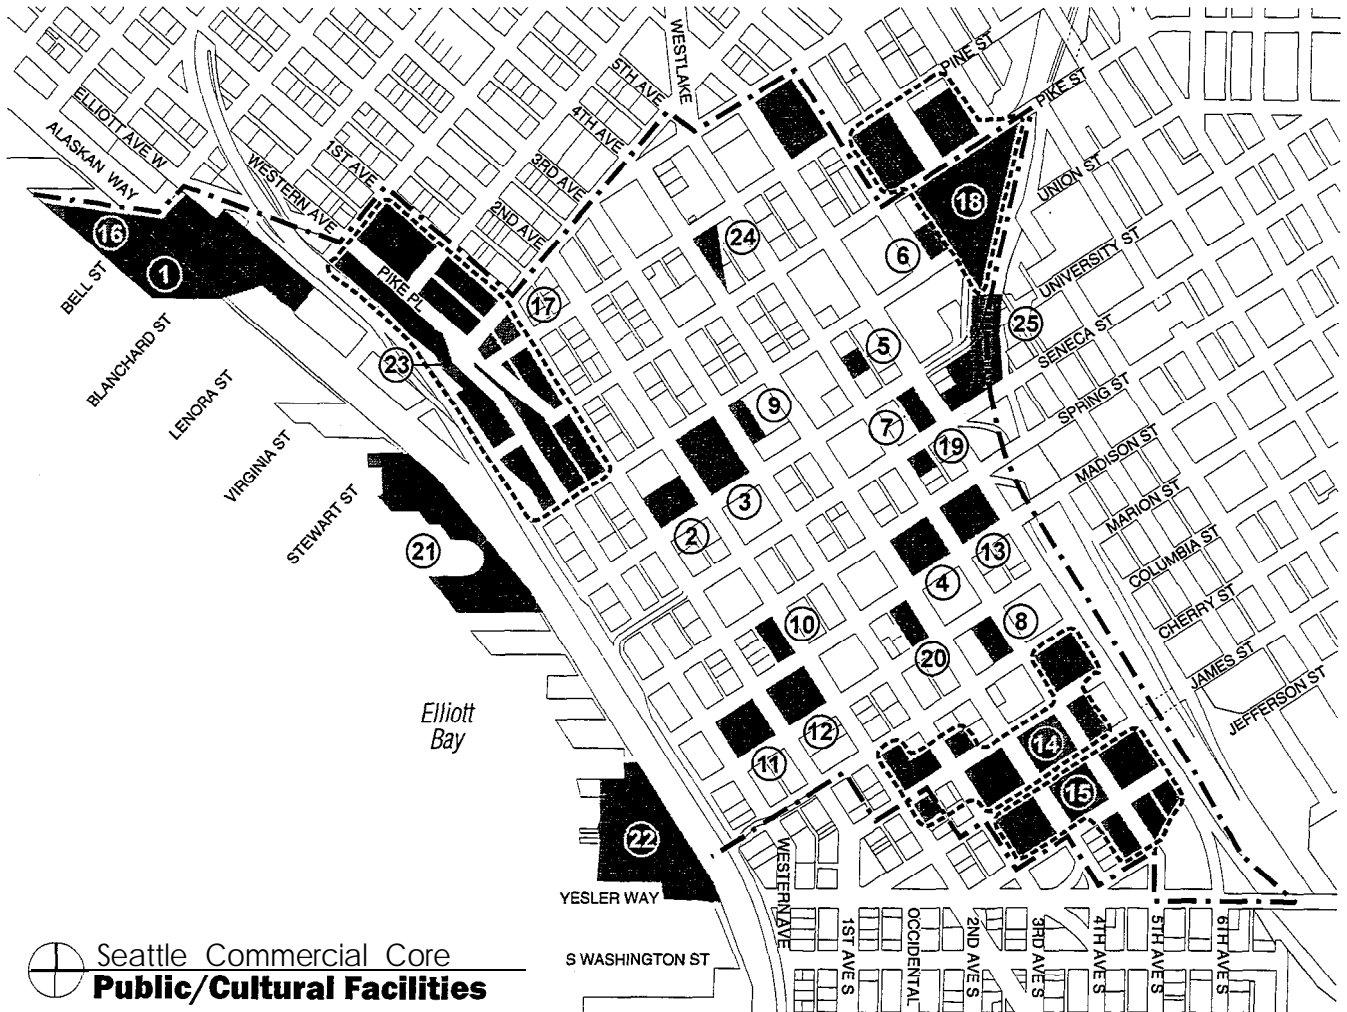 WESTLAKE
PINE ST
PIKE ST
5TH AVE
4TH AVE
3RD AVE
2ND AVE
1ST AVE
WESTERN AVE
ELLIOTT AVE W
ALASKAN WAY
UNION ST
UNIVERSITY ST
SENECA ST
SPRING ST
MADISON ST
MARION ST
COLUMBIA ST
CHERRY ST
JAMES ST
JEFFERSON ST
BELL ST
BLANCHARD ST
LENORA ST
VIRGINIA ST
STEWART ST
PIKE PL
16
1
18
24
6
17
25
23
5
9
7
19
3
2
21
13
4
10
8
20
12
14
11
15
22
Elliott
Bay
YESLER WAY
S WASHINGTON ST
WESTERN AVE
1ST AVE S
OCCIDENTAL
2ND AVE S
3RD AVE S
4TH AVE S
5TH AVE S
6TH AVE S
Seattle Commercial Core
Public/Cultural Facilities